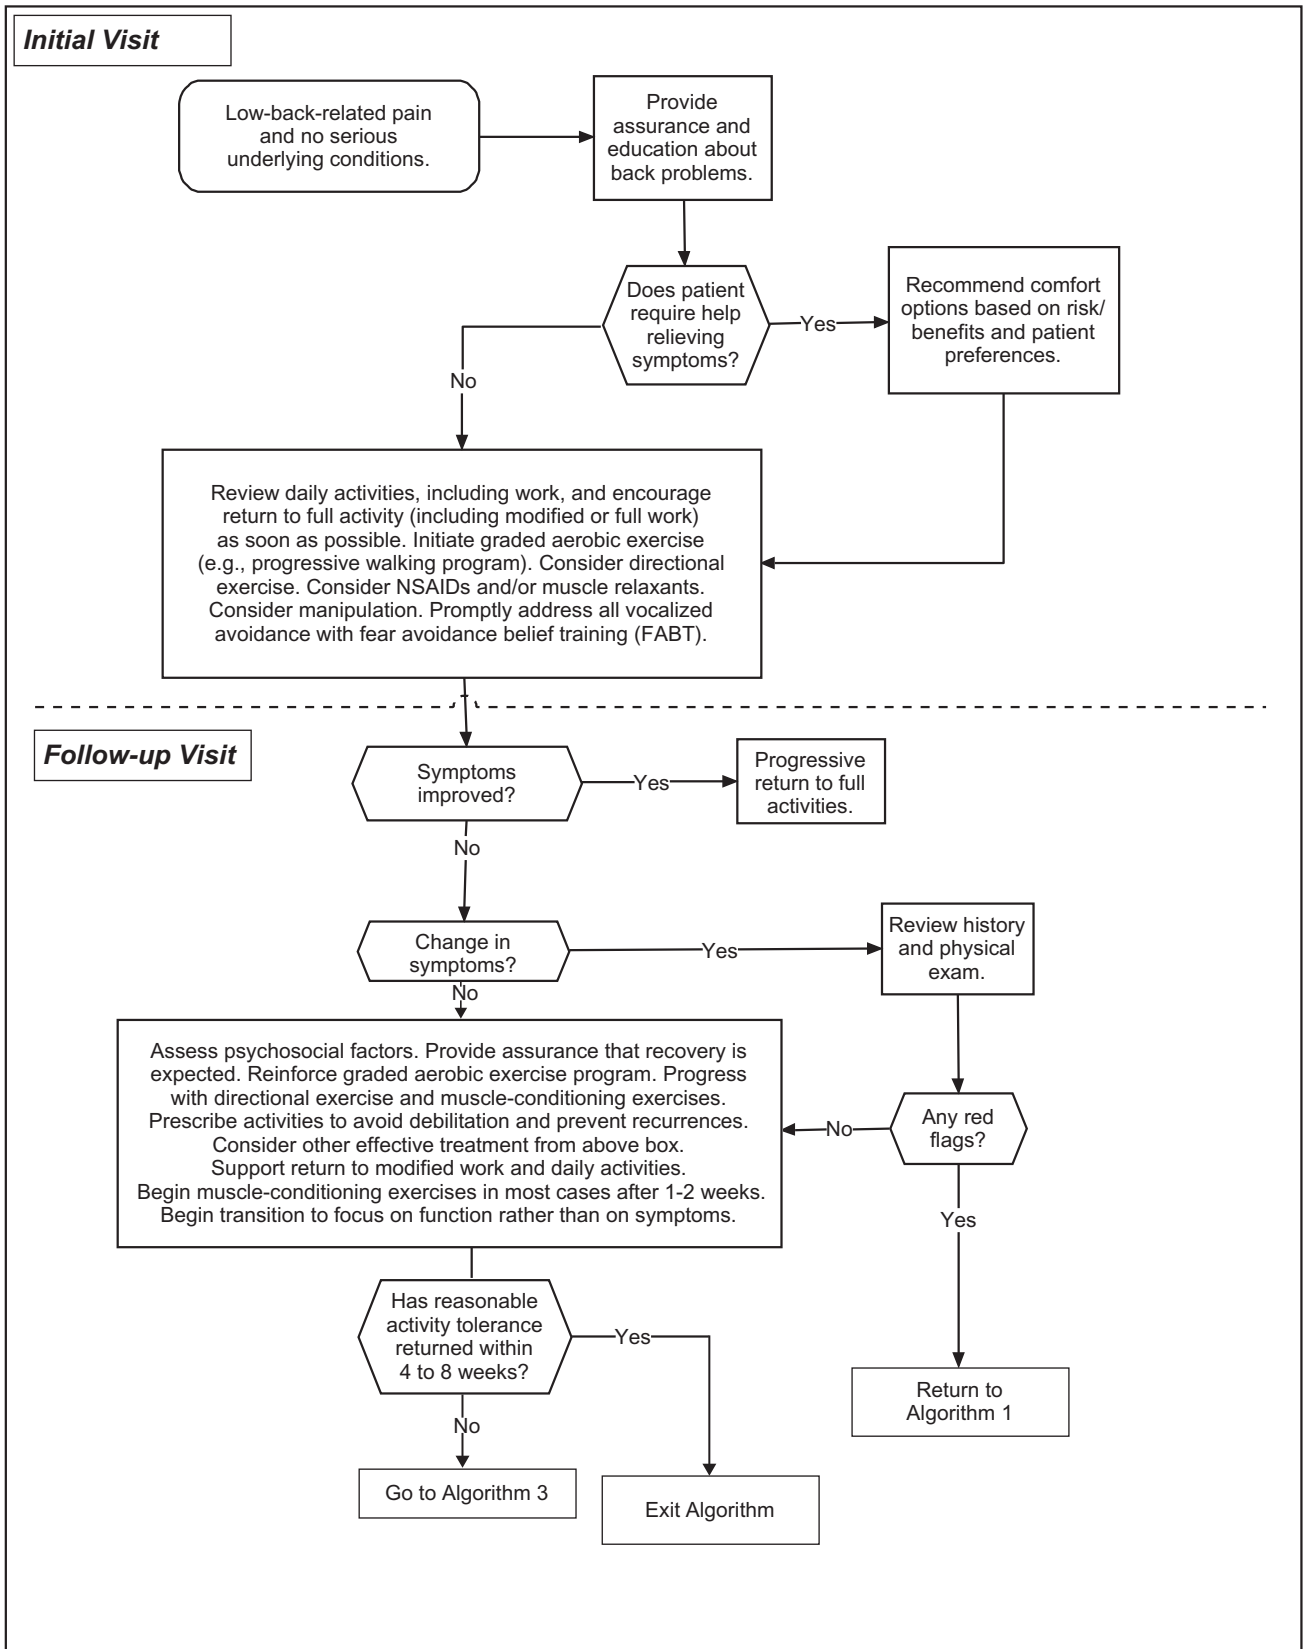 Initial Visit
Low-back-related pain
and no serious
underlying conditions.
Provide
assurance and
education about
back problems.
Does patient
require help
relieving
symptoms?
Yes
Recommend comfort
options based on risk/
benefits and patient
preferences.
No
Review daily activities, including work, and encourage
return to full activity (including modified or full work)
as soon as possible. Initiate graded aerobic exercise
(e.g., progressive walking program). Consider directional
exercise. Consider NSAIDs and/or muscle relaxants.
Consider manipulation. Promptly address all vocalized
avoidance with fear avoidance belief training (FABT).
Follow-up Visit
Symptoms
improved?
Yes
Progressive
return to full
activities.
No
Change in
symptoms?
Yes
Review history
and physical
exam.
No
Assess psychosocial factors. Provide assurance that recovery is
expected. Reinforce graded aerobic exercise program. Progress
with directional exercise and muscle-conditioning exercises.
Prescribe activities to avoid debilitation and prevent recurrences.
Consider other effective treatment from above box.
Support return to modified work and daily activities.
Begin muscle-conditioning exercises in most cases after 1-2 weeks.
Begin transition to focus on function rather than on symptoms.
No
Any red
flags?
Yes
Return to
Algorithm 1
Has reasonable
activity tolerance
returned within
4 to 8 weeks?
Yes
No
Go to Algorithm 3
Exit Algorithm